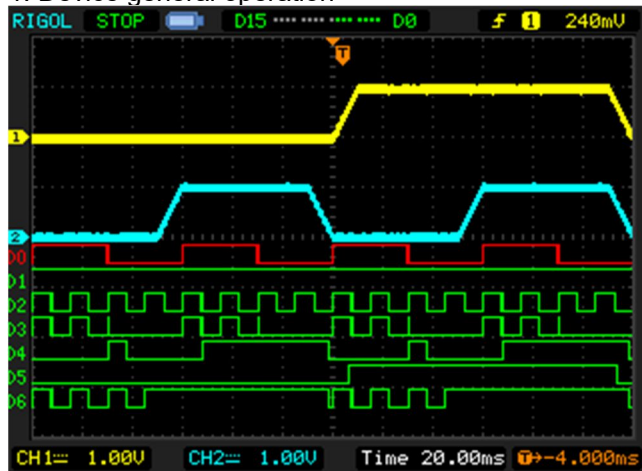 RIGOL STOP D15 D0 1 240mV
T
1
2
D0
D1
D2
D3
D4
D5
D6
CH1 1.00V CH2 1.00V Time 20.00ms T→-4.000ms